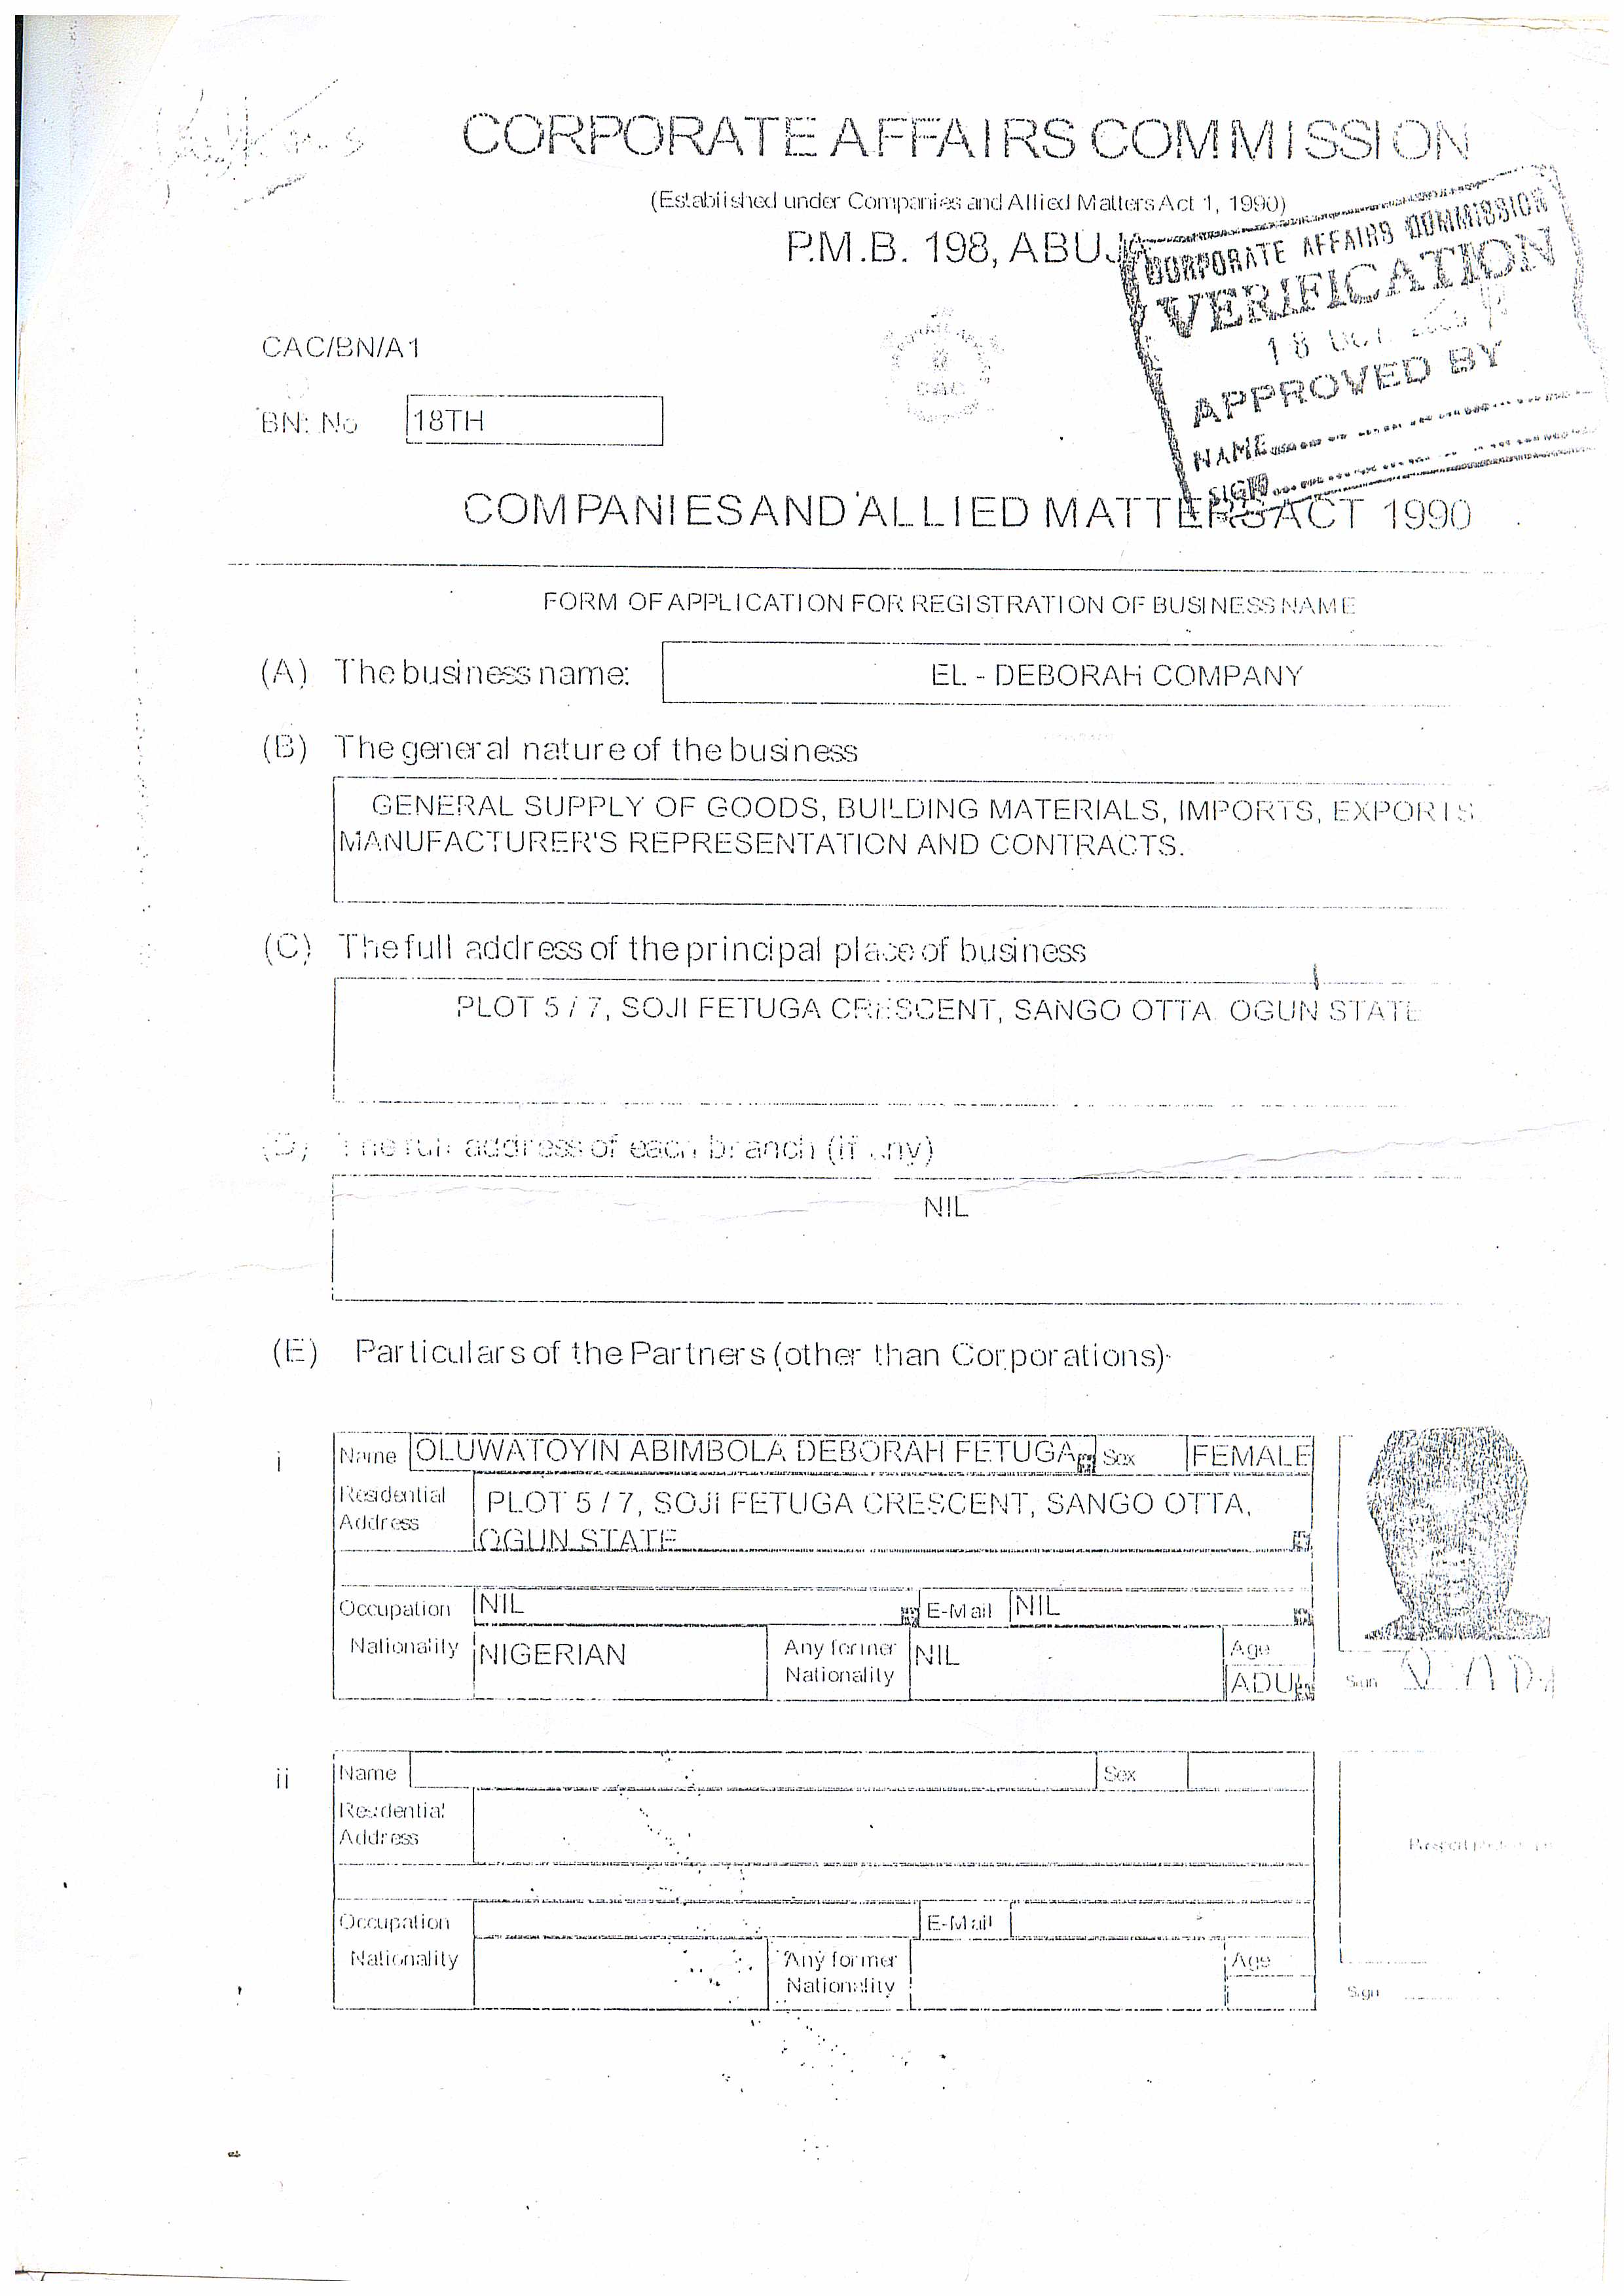 CORPORATE AFFAIRS COMMISSION
(Established under Companies and Allied Matters Act 1, 1990)
P.M.B. 198, ABUJA
CORPORATE AFFAIRS COMMISSION
VERIFICATION
18 OCT
APPROVED BY
NAME
SIGN
CAC/BN/A1
CAC
BN: No 18TH
COMPANIES AND ALLIED MATTERS ACT 1990
FORM OF APPLICATION FOR REGISTRATION OF BUSINESS NAME
(A) The business name: EL - DEBORAH COMPANY
(B) The general nature of the business
GENERAL SUPPLY OF GOODS, BUILDING MATERIALS, IMPORTS, EXPORTS
MANUFACTURER'S REPRESENTATION AND CONTRACTS.
(C) The full address of the principal place of business
PLOT 5 / 7, SOJI FETUGA CRESCENT, SANGO OTTA. OGUN STATE
(D) The full address of each branch (if any)
NIL
(E) Particulars of the Partners (other than Corporations)
i Name OLUWATOYIN ABIMBOLA DEBORAH FETUGA Sex FEMALE
Residential Address PLOT 5 / 7, SOJI FETUGA CRESCENT, SANGO OTTA,
OGUN STATE
Occupation NIL E-Mail NIL
Nationality NIGERIAN Any former Nationality NIL Age ADUL
Sign
ii Name Sex
Residential
Address
Occupation E-Mail
Nationality Any former Nationality Age
Sign